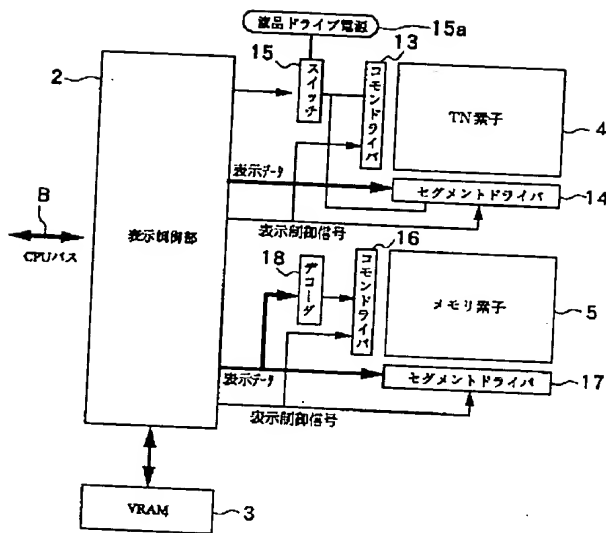 液晶ドライブ電源
15a
15
スイッチ
13
コモンドライバ
TN素子
4
2
表示データ
セグメントドライバ
14
B
CPUバス
表示制御部
表示制御信号
18
デコーダ
16
コモンドライバ
メモリ素子
5
表示データ
セグメントドライバ
17
表示制御信号
VRAM
3